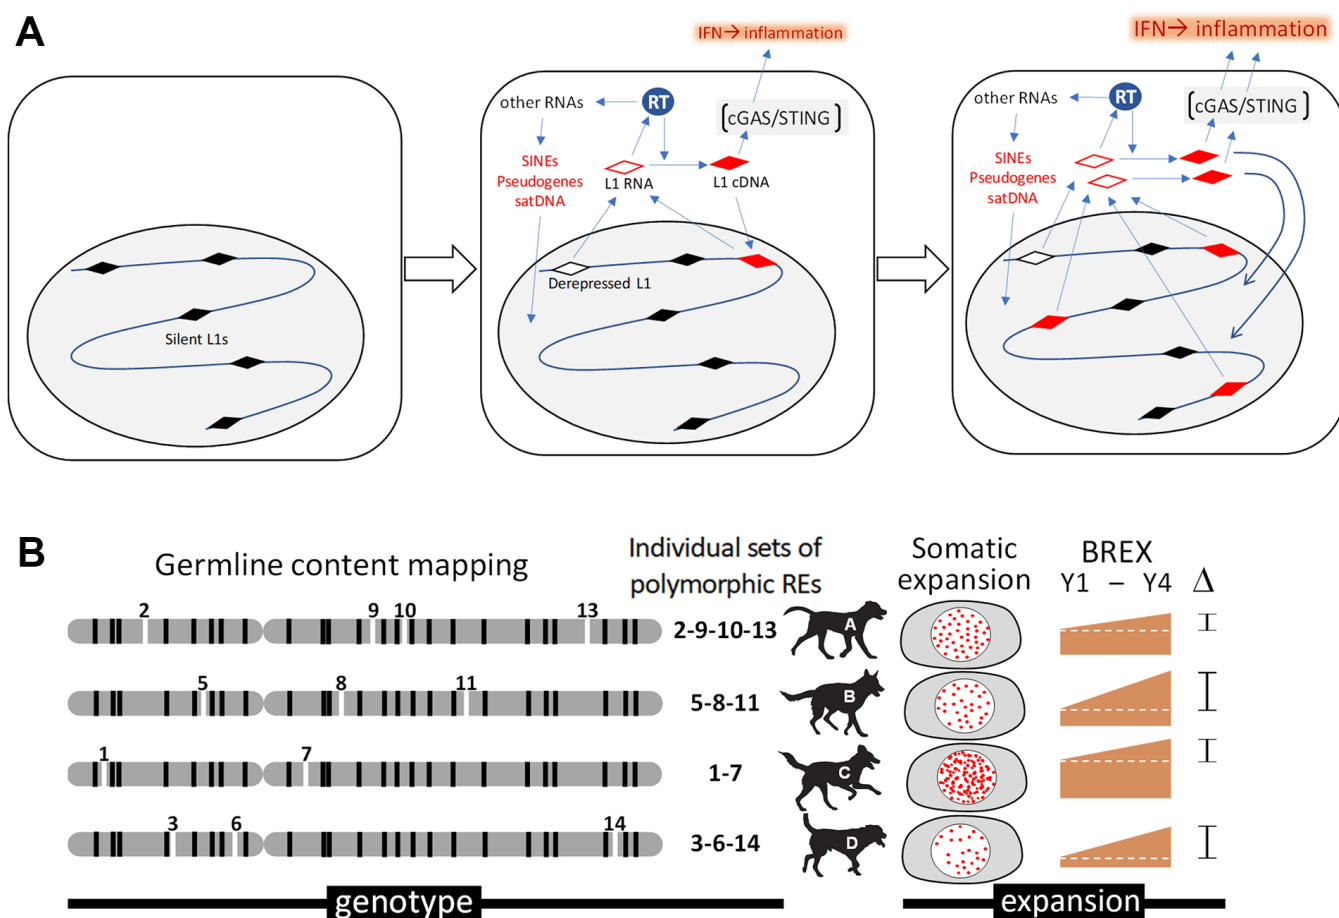 A
IFN→ inflammation
other RNAs
RT
[cGAS/STING]
SINEs
Pseudogenes
satDNA
L1 RNA
L1 cDNA
Derepressed L1
Silent L1s
IFN→ inflammation
other RNAs
RT
[cGAS/STING]
SINEs
Pseudogenes
satDNA
B
Germline content mapping
Individual sets of
polymorphic REs
Somatic
expansion
BREX
Y1 – Y4
Δ
2 9 10 13
2-9-10-13
A
5 8 11
5-8-11
B
1 7
1-7
C
3 6 14
3-6-14
D
genotype
expansion